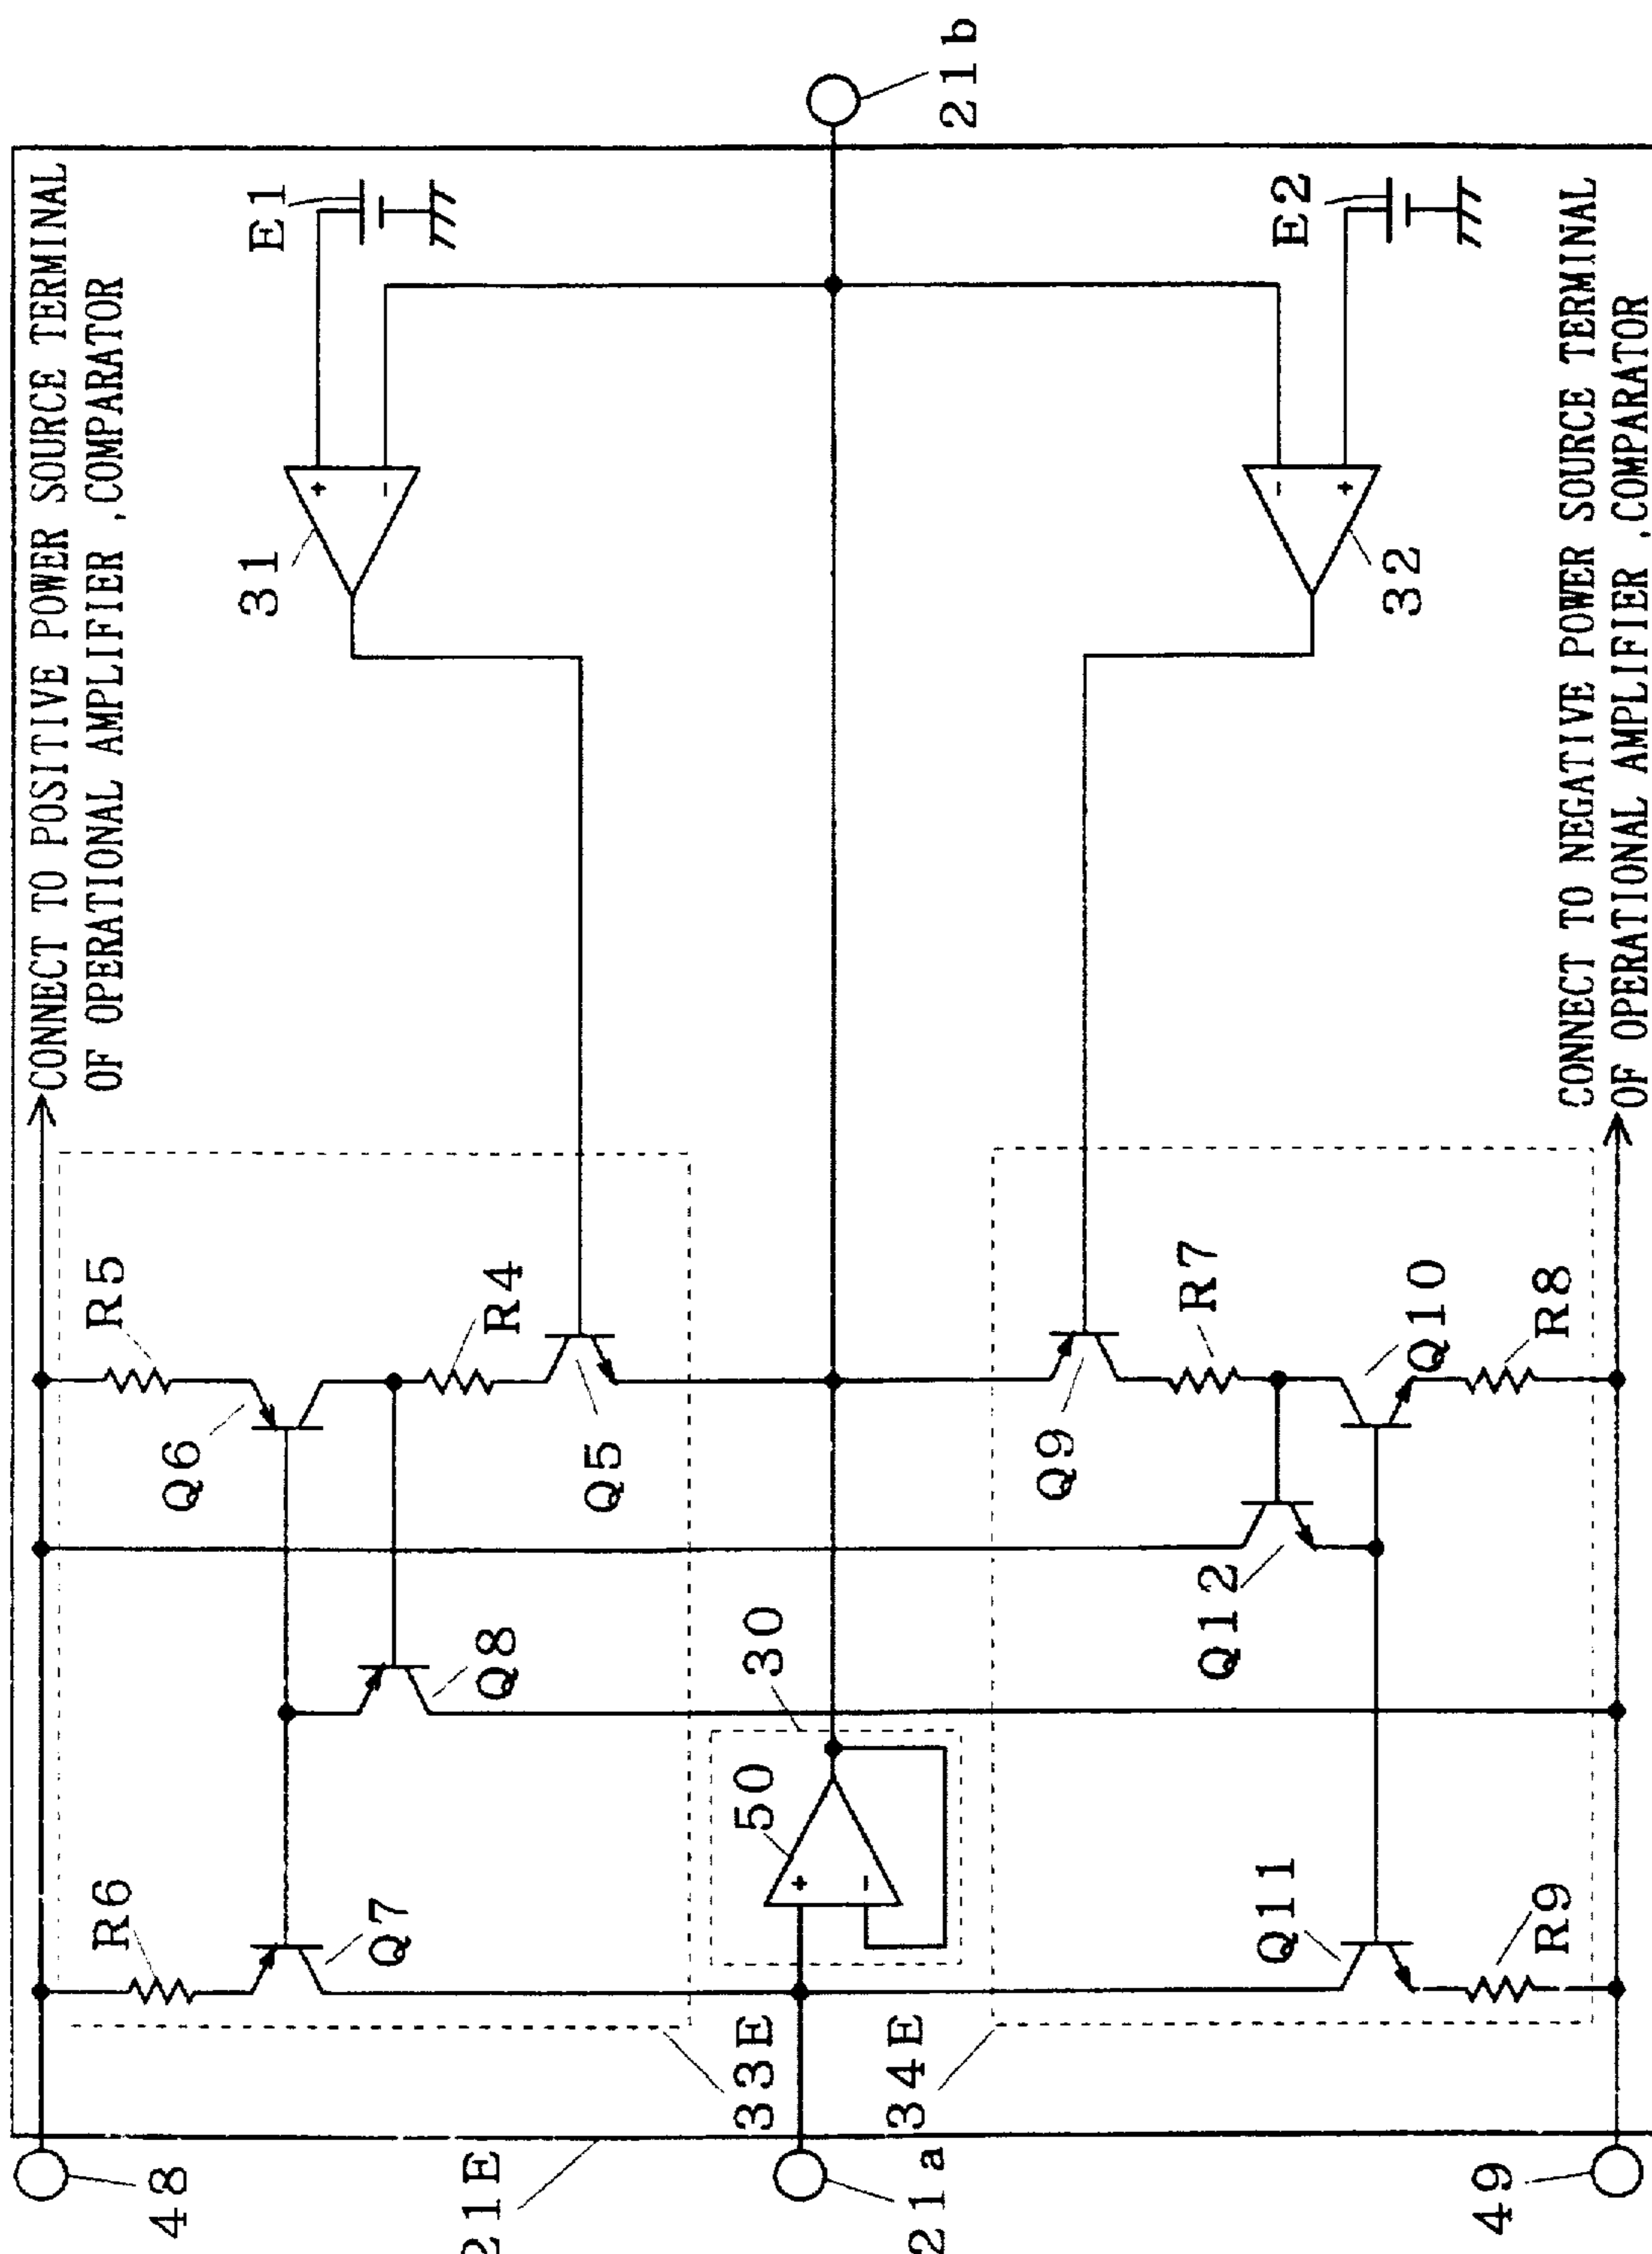 CONNECT TO POSITIVE POWER SOURCE TERMINAL
OF OPERATIONAL AMPLIFIER ,COMPARATOR
48
R6
R5
E1
Q6
31
Q7
Q8
R4
Q5
21E
33E
50
30
21a
21b
34E
Q9
R7
Q12
Q11
Q10
32
E2
R9
R8
49
CONNECT TO NEGATIVE POWER SOURCE TERMINAL
OF OPERATIONAL AMPLIFIER ,COMPARATOR
+
-
-
+
+
-